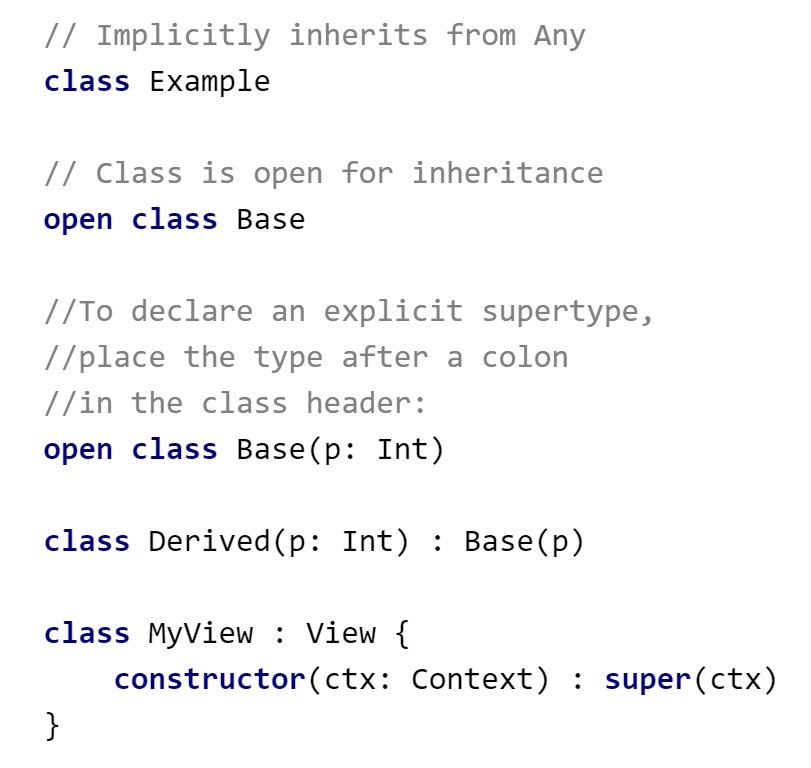 // Implicitly inherits from Any
class Example
// Class is open for inheritance
open class Base
//To declare an explicit supertype,
//place the type after a colon
//in the class header:
open class Base(p: Int)
class Derived(p: Int) : Base(p)
class MyView : View {
    constructor(ctx: Context) : super(ctx)
}